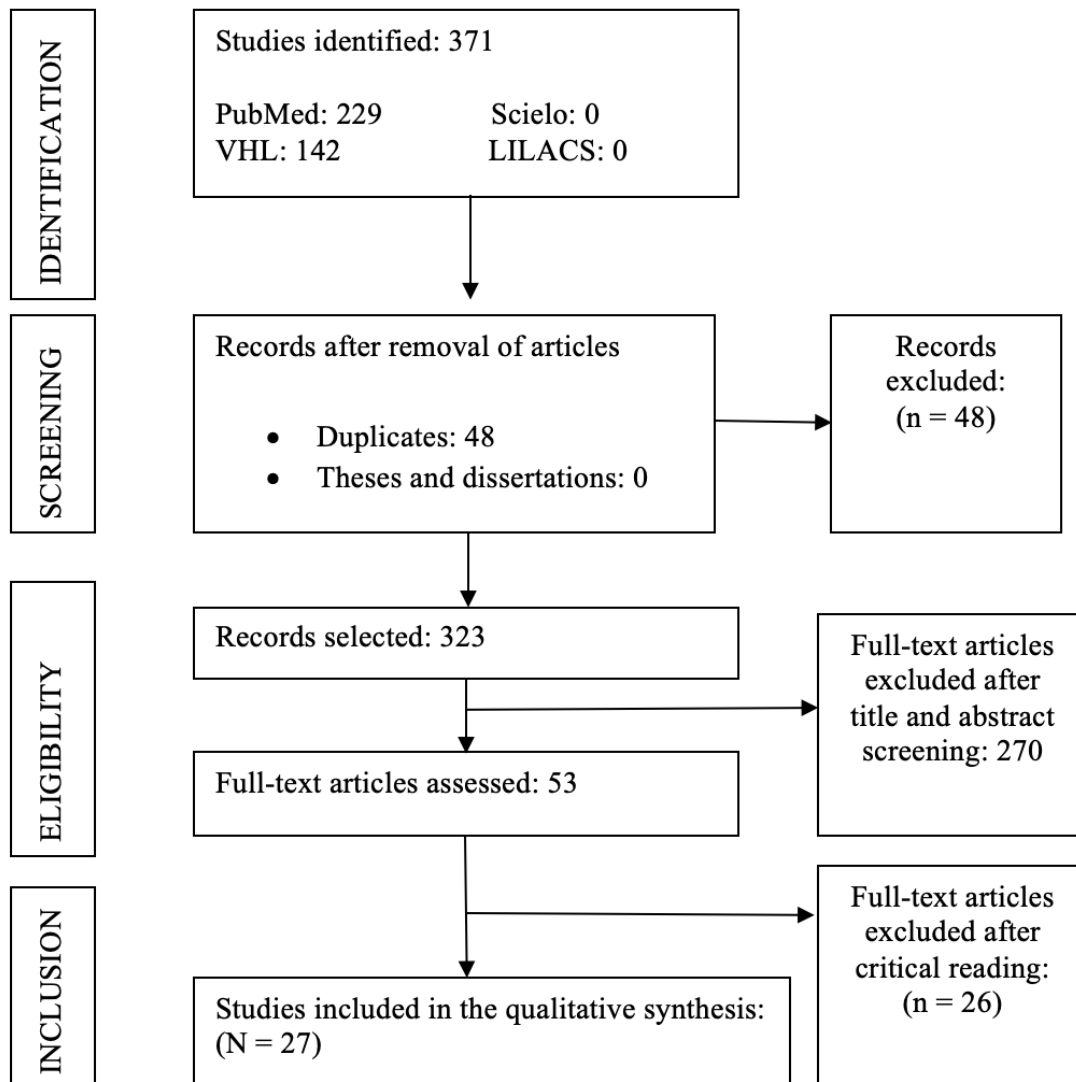 IDENTIFICATION
Studies identified: 371
PubMed: 229 Scielo: 0
VHL: 142 LILACS: 0
SCREENING
Records after removal of articles
• Duplicates: 48
• Theses and dissertations: 0
Records
excluded:
(n = 48)
ELIGIBILITY
Records selected: 323
Full-text articles
excluded after
title and abstract
screening: 270
Full-text articles assessed: 53
INCLUSION
Full-text articles
excluded after
critical reading:
(n = 26)
Studies included in the qualitative synthesis:
(N = 27)